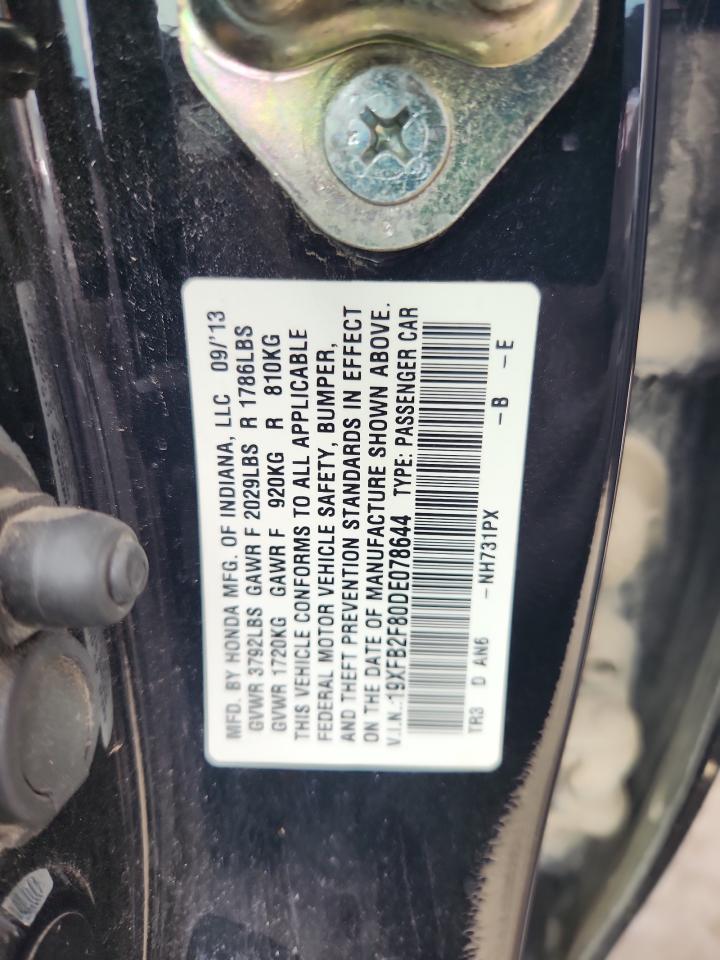 MFD. BY HONDA MFG. OF INDIANA, LLC 09/'13
GVWR 3792LBS GAWR F 2029LBS R 1786LBS
GVWR 1720KG GAWR F 920KG R 810KG
THIS VEHICLE CONFORMS TO ALL APPLICABLE
FEDERAL MOTOR VEHICLE SAFETY, BUMPER,
AND THEFT PREVENTION STANDARDS IN EFFECT
ON THE DATE OF MANUFACTURE SHOWN ABOVE.
V.I.N.:19XFB2F80DE078644 TYPE: PASSENGER CAR
TR3 D AN6 -NH731PX -B -E